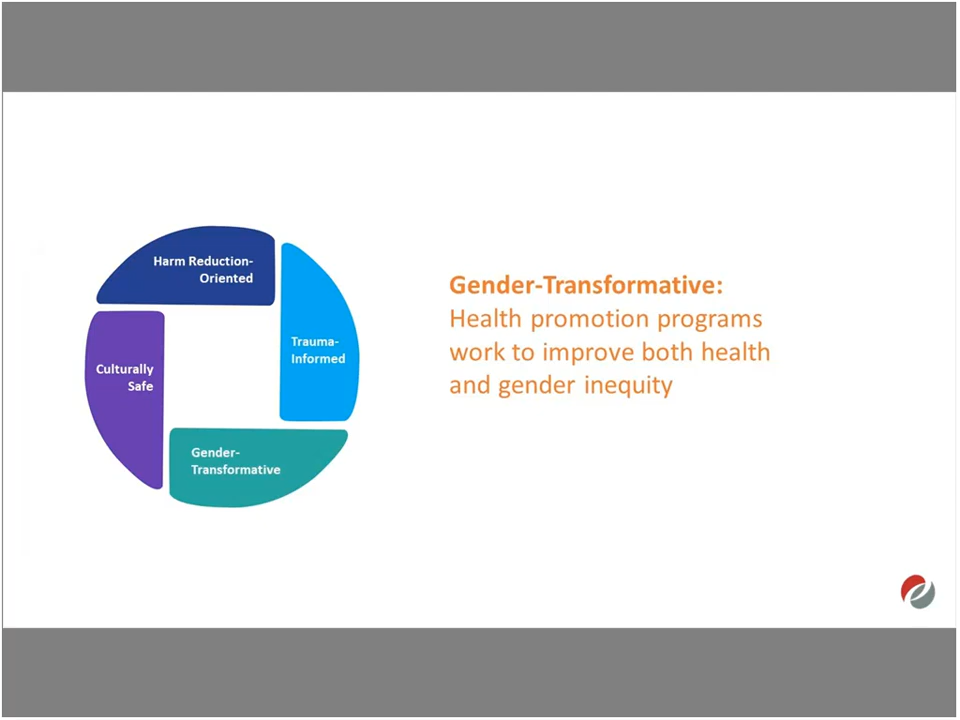 Harm Reduction-
Oriented
Trauma-
Informed
Culturally
Safe
Gender-
Transformative
Gender-Transformative:
Health promotion programs
work to improve both health
and gender inequity